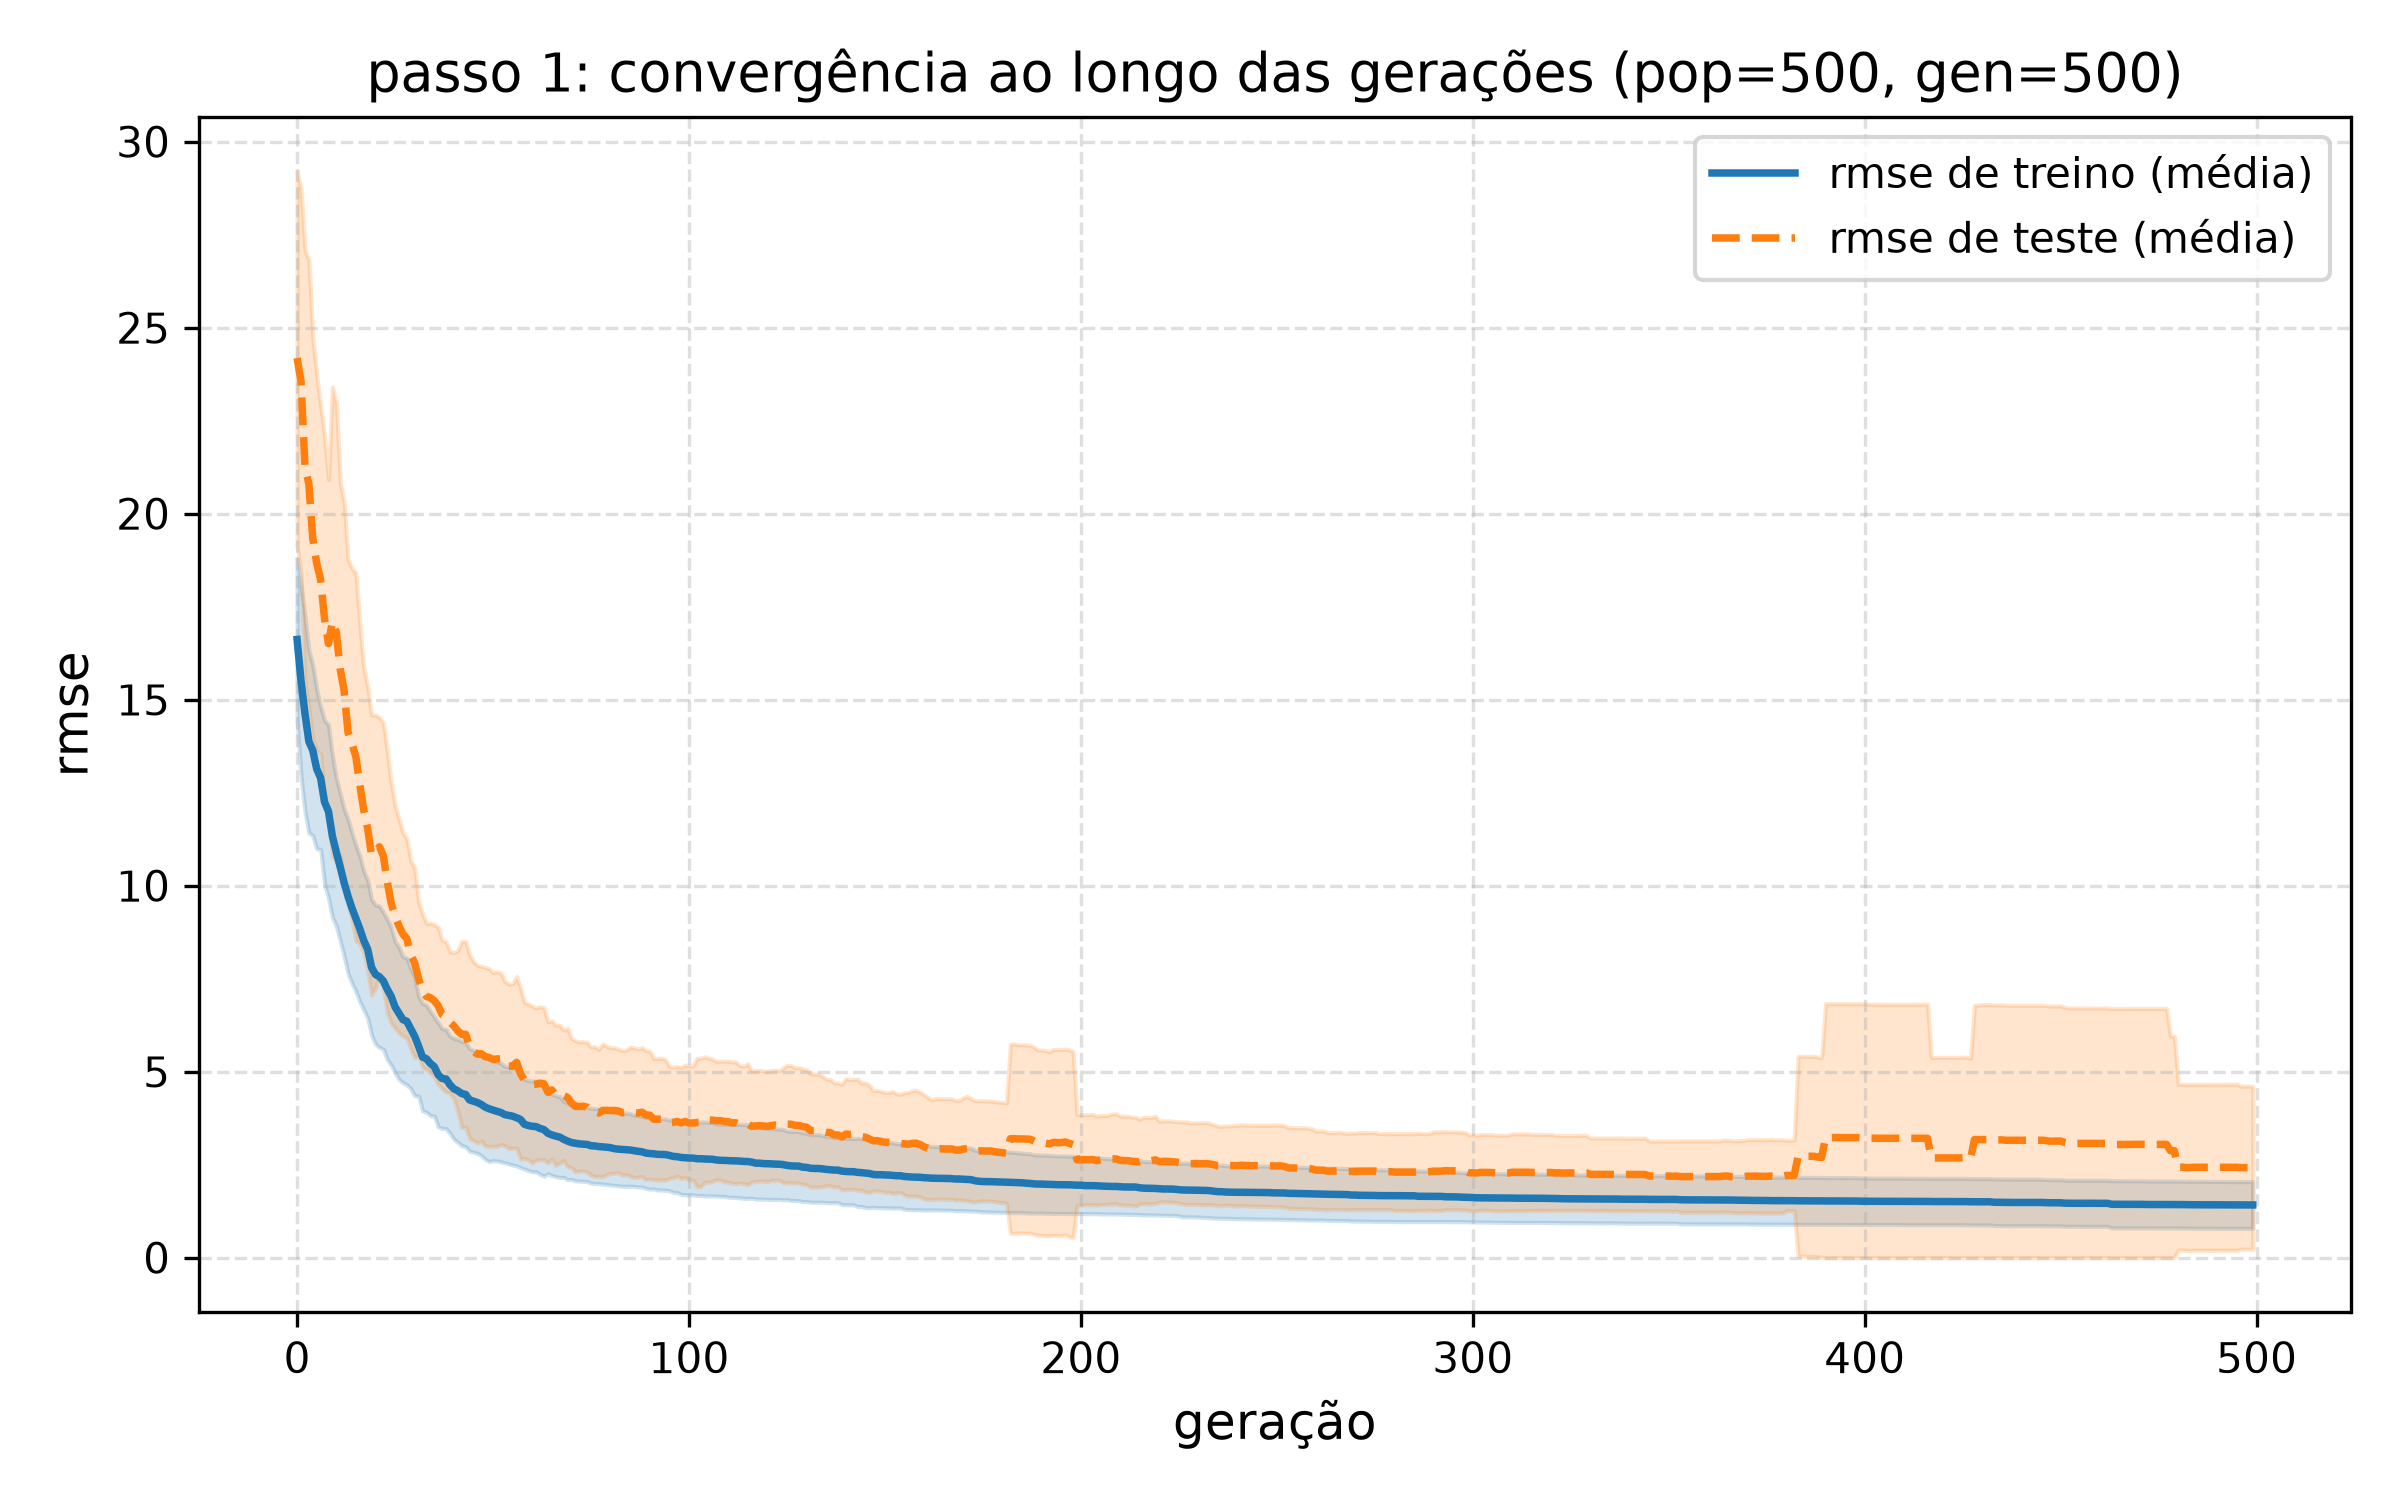 passo 1: convergência ao longo das gerações (pop=500, gen=500)
rmse de treino (média)
rmse de teste (média)
30
25
20
15
10
5
0
rmse
0 100 200 300 400 500
geração